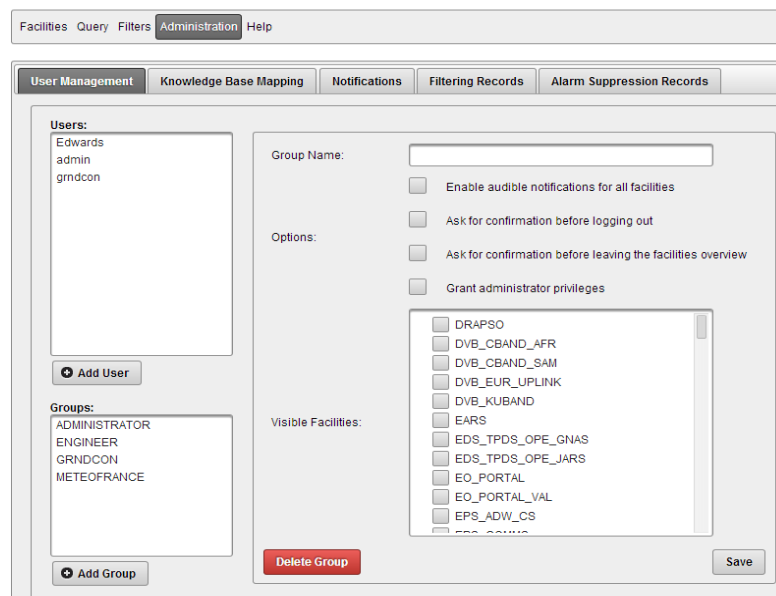 Facilities Query Filters Administration Help
User Management Knowledge Base Mapping Notifications Filtering Records Alarm Suppression Records
Users:
Edwards
admin
grndcon
Add User
Groups:
ADMINISTRATOR
ENGINEER
GRNDCON
METEOFRANCE
Add Group
Group Name:
Options:
Enable audible notifications for all facilities
Ask for confirmation before logging out
Ask for confirmation before leaving the facilities overview
Grant administrator privileges
Visible Facilities:
DRAPSO
DVB_CBAND_AFR
DVB_CBAND_SAM
DVB_EUR_UPLINK
DVB_KUBAND
EARS
EDS_TPDS_OPE_GNAS
EDS_TPDS_OPE_JARS
EO_PORTAL
EO_PORTAL_VAL
EPS_ADW_CS
Delete Group
Save